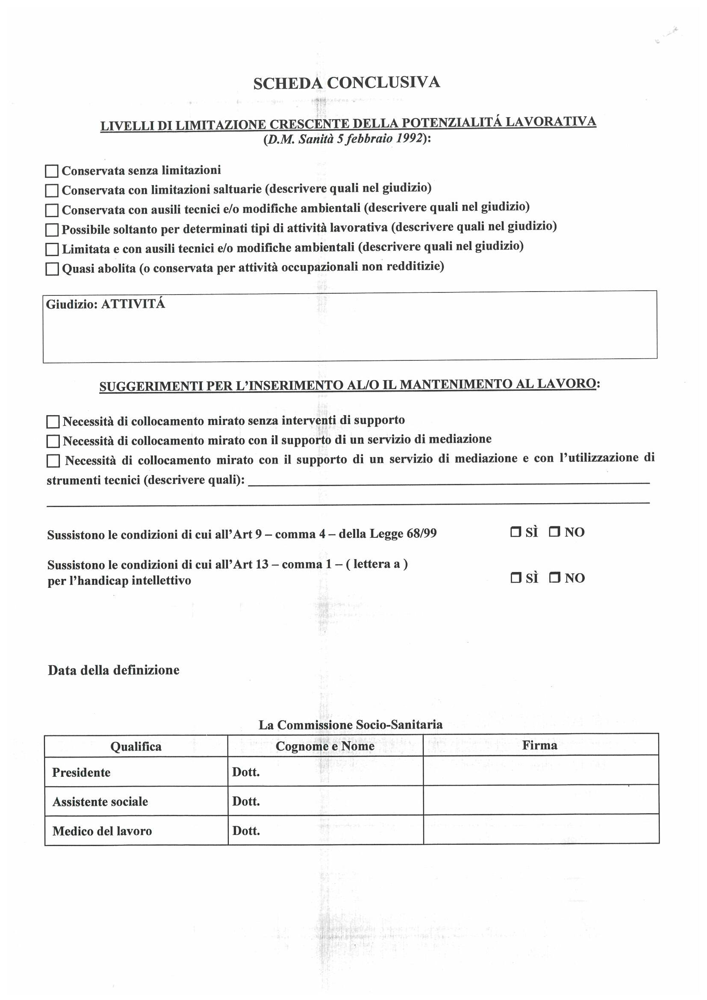 SCHEDA CONCLUSIVA
LIVELLI DI LIMITAZIONE CRESCENTE DELLA POTENZIALITÁ LAVORATIVA
(D.M. Sanità 5 febbraio 1992):
☐ Conservata senza limitazioni
☐ Conservata con limitazioni saltuarie (descrivere quali nel giudizio)
☐ Conservata con ausili tecnici e/o modifiche ambientali (descrivere quali nel giudizio)
☐ Possibile soltanto per determinati tipi di attività lavorativa (descrivere quali nel giudizio)
☐ Limitata e con ausili tecnici e/o modifiche ambientali (descrivere quali nel giudizio)
☐ Quasi abolita (o conservata per attività occupazionali non redditizie)
Giudizio: ATTIVITÁ
SUGGERIMENTI PER L’INSERIMENTO AL/O IL MANTENIMENTO AL LAVORO:
☐ Necessità di collocamento mirato senza interventi di supporto
☐ Necessità di collocamento mirato con il supporto di un servizio di mediazione
☐ Necessità di collocamento mirato con il supporto di un servizio di mediazione e con l’utilizzazione di
strumenti tecnici (descrivere quali):
Sussistono le condizioni di cui all’Art 9 – comma 4 – della Legge 68/99 ❒ SÌ ❒ NO
Sussistono le condizioni di cui all’Art 13 – comma 1 – ( lettera a )
per l’handicap intellettivo ❒ SÌ ❒ NO
Data della definizione
La Commissione Socio-Sanitaria
Qualifica Cognome e Nome Firma
Presidente Dott.
Assistente sociale Dott.
Medico del lavoro Dott.